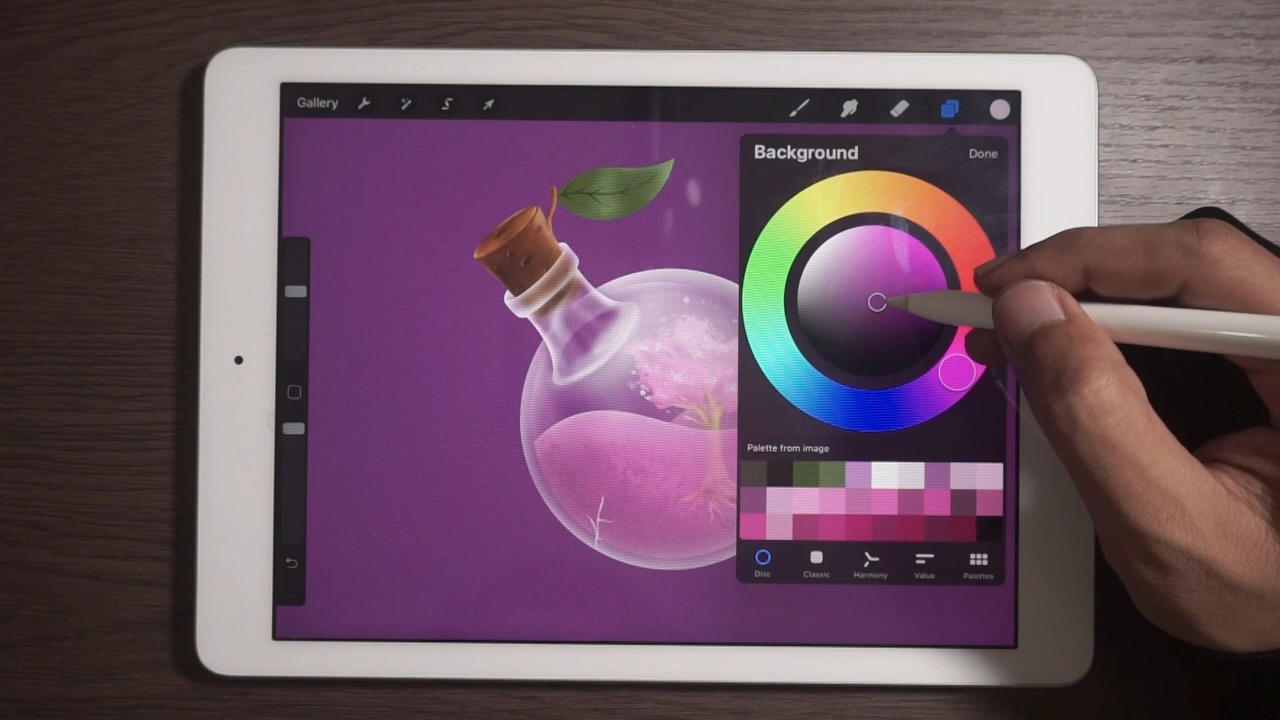 Gallery
Background
Done
Palette from image
Disc
Classic
Harmony
Value
Palettes